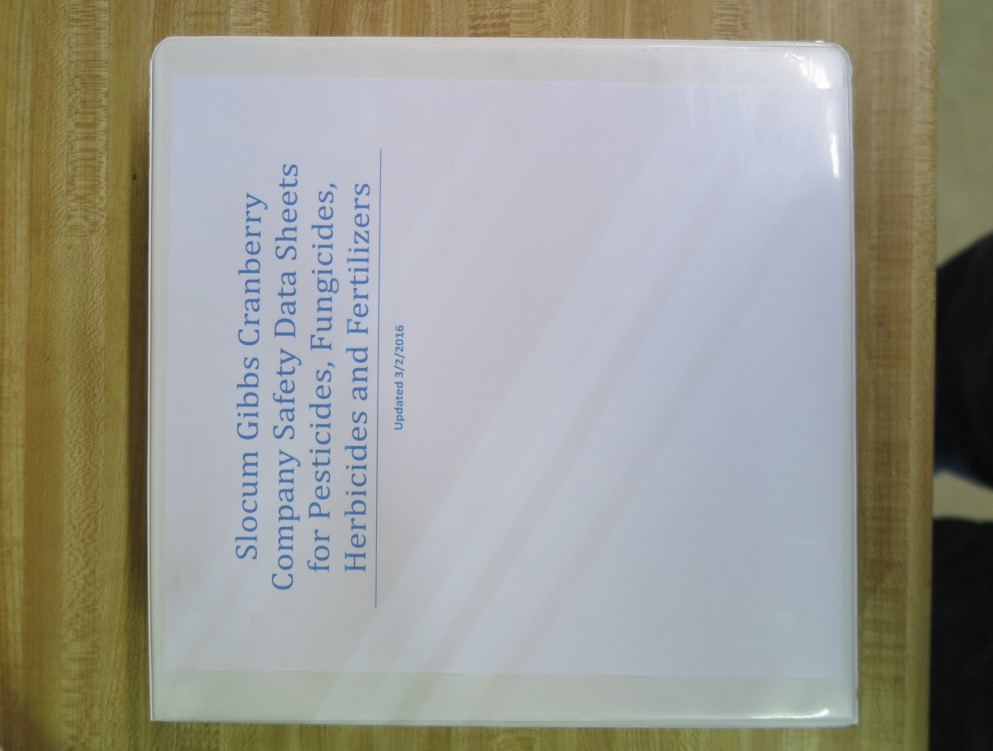 Slocum Gibbs Cranberry
Company Safety Data Sheets
for Pesticides, Fungicides,
Herbicides and Fertilizers
Updated 3/2/2016